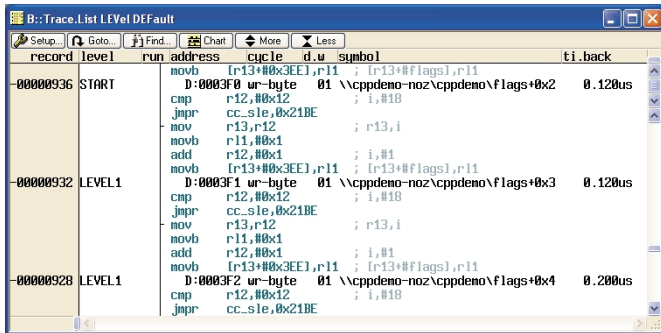 B::Trace.List LEVel DEFault
Setup... Goto... Find... Chart More Less
record level run address cycle d.w symbol ti.back
movb [r13+#0x3EE],rl1 ; [r13+#flags],rl1
-00000936 START D:0003F0 wr-byte 01 \\cppdemo-noz\cppdemo\flags+0x2 0.120us
cmp r12,#0x12 ; i,#18
jmpr cc_sle,0x21BE
mov r13,r12 ; r13,i
movb rl1,#0x1
add r12,#0x1 ; i,#1
movb [r13+#0x3EE],rl1 ; [r13+#flags],rl1
-00000932 LEVEL1 D:0003F1 wr-byte 01 \\cppdemo-noz\cppdemo\flags+0x3 0.120us
cmp r12,#0x12 ; i,#18
jmpr cc_sle,0x21BE
mov r13,r12 ; r13,i
movb rl1,#0x1
add r12,#0x1 ; i,#1
movb [r13+#0x3EE],rl1 ; [r13+#flags],rl1
-00000928 LEVEL1 D:0003F2 wr-byte 01 \\cppdemo-noz\cppdemo\flags+0x4 0.200us
cmp r12,#0x12 ; i,#18
jmpr cc_sle,0x21BE